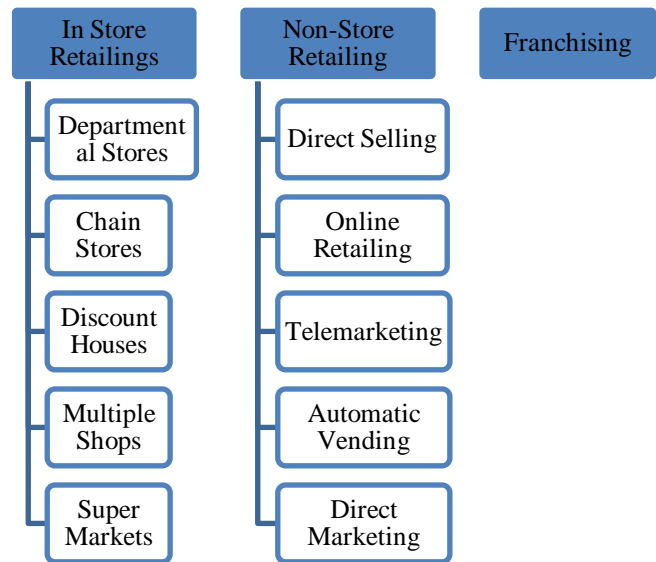 In Store
Retailings
Department
al Stores
Chain
Stores
Discount
Houses
Multiple
Shops
Super
Markets
Non-Store
Retailing
Direct Selling
Online
Retailing
Telemarketing
Automatic
Vending
Direct
Marketing
Franchising